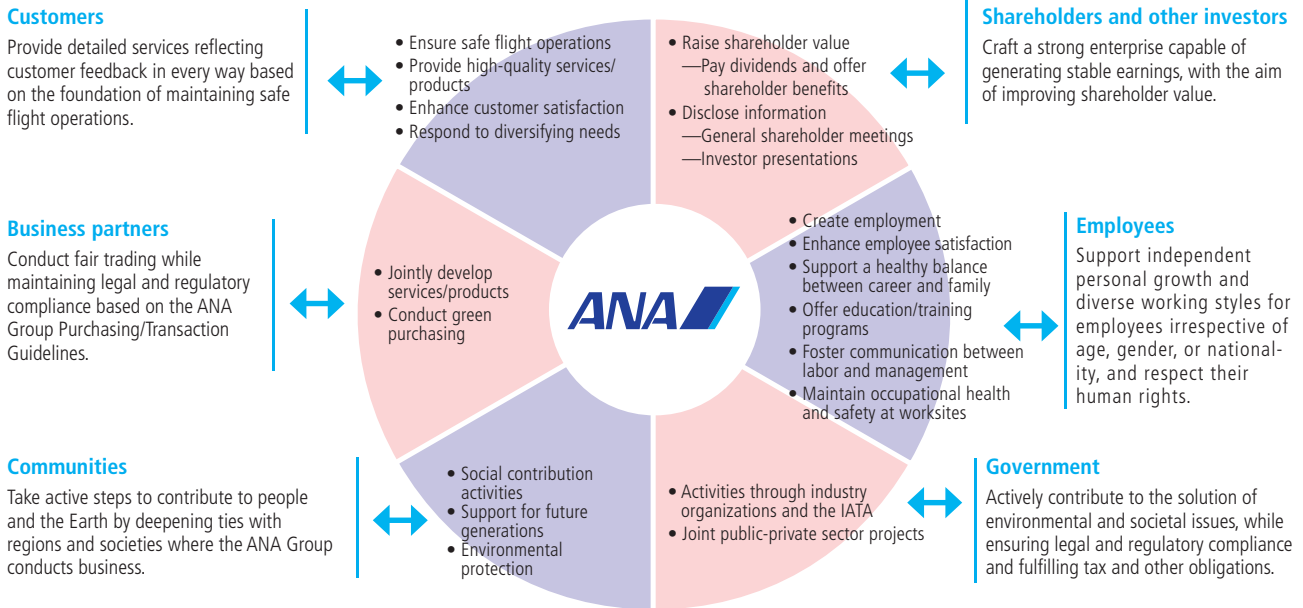 Customers
Provide detailed services reflecting
customer feedback in every way based
on the foundation of maintaining safe
flight operations.
• Ensure safe flight operations
• Provide high-quality services/
products
• Enhance customer satisfaction
• Respond to diversifying needs
• Raise shareholder value
—Pay dividends and offer
shareholder benefits
• Disclose information
—General shareholder meetings
—Investor presentations
Shareholders and other investors
Craft a strong enterprise capable of
generating stable earnings, with the aim
of improving shareholder value.
Business partners
Conduct fair trading while
maintaining legal and regulatory
compliance based on the ANA
Group Purchasing/Transaction
Guidelines.
• Jointly develop
services/products
• Conduct green
purchasing
ANA
• Create employment
• Enhance employee satisfaction
• Support a healthy balance
between career and family
• Offer education/training
programs
• Foster communication between
labor and management
• Maintain occupational health
and safety at worksites
Employees
Support independent
personal growth and
diverse working styles for
employees irrespective of
age, gender, or national-
ity, and respect their
human rights.
Communities
Take active steps to contribute to people
and the Earth by deepening ties with
regions and societies where the ANA Group
conducts business.
• Social contribution
activities
• Support for future
generations
• Environmental
protection
• Activities through industry
organizations and the IATA
• Joint public-private sector projects
Government
Actively contribute to the solution of
environmental and societal issues, while
ensuring legal and regulatory compliance
and fulfilling tax and other obligations.